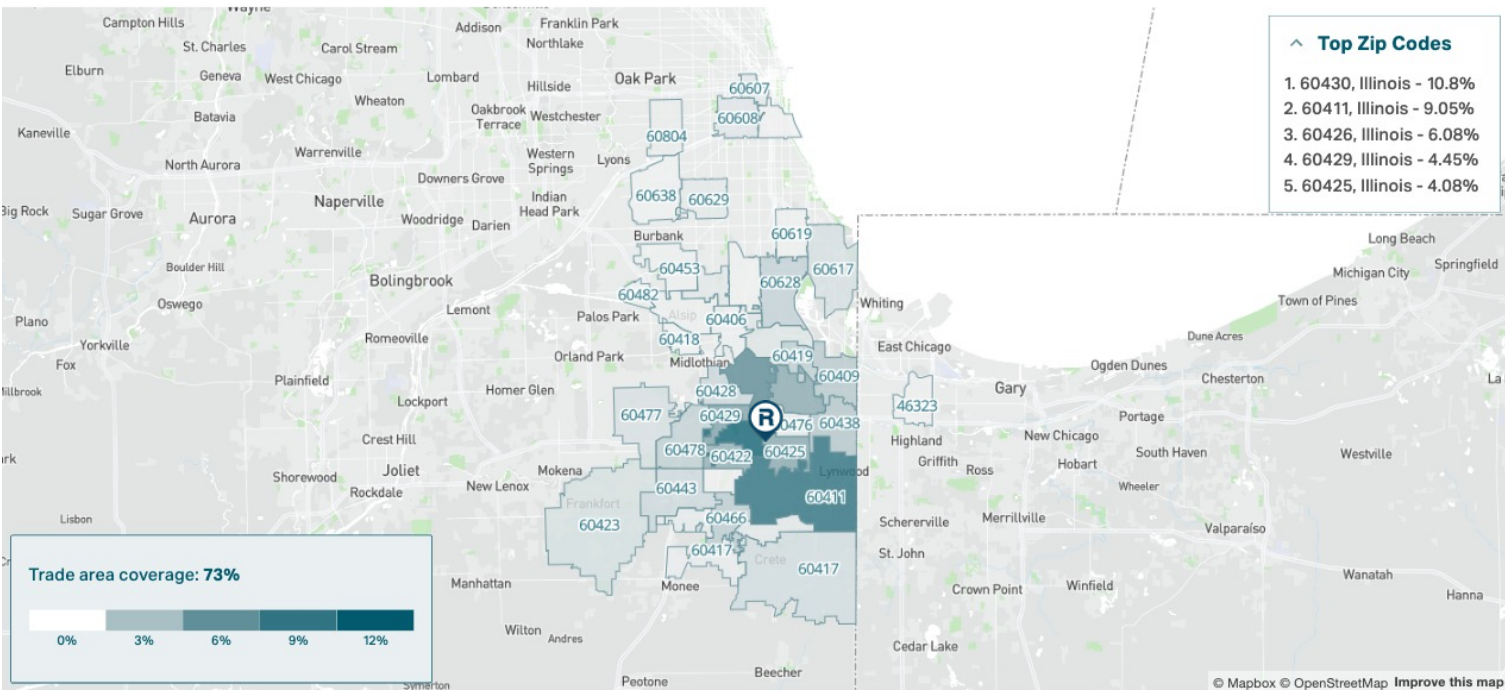 Wayne
Campton Hills
Addison
Franklin Park
St. Charles
Carol Stream
Northlake
Elburn
Geneva
West Chicago
Lombard
Hillside
Oak Park
60607
Wheaton
Batavia
Oakbrook
Terrace
Westchester
60608
Kaneville
60804
Warrenville
North Aurora
Western
Springs
Lyons
Downers Grove
Big Rock
Sugar Grove
Aurora
Naperville
Woodridge
Darien
Indian
Head Park
60638
60629
Burbank
60619
Boulder Hill
Bolingbrook
60453
60628
60617
Oswego
Lemont
60482
Palos Park
Alsip
60406
Whiting
Plano
Yorkville
Romeoville
60418
East Chicago
Fox
Orland Park
Midlothian
60419
60409
Plainfield
Homer Glen
60428
Millbrook
Lockport
60477
60429
R
60476
60438
46323
Gary
Crest Hill
60478
60422
60425
Highland
Shorewood
Joliet
Mokena
Lynwood
Griffith
Ross
Rockdale
New Lenox
60443
60411
Frankfort
60423
60466
Schererville
Merrillville
Lisbon
60417
Crete
60417
St. John
Manhattan
Monee
Crown Point
Winfield
Wilton
Andres
Cedar Lake
Peotone
Beecher
Symerton
Long Beach
Michigan City
Springfield
Town of Pines
Dune Acres
Ogden Dunes
Chesterton
Portage
New Chicago
South Haven
Westville
Hobart
Wheeler
Valparaíso
Wanatah
Hanna
Top Zip Codes
1. 60430, Illinois - 10.8%
2. 60411, Illinois - 9.05%
3. 60426, Illinois - 6.08%
4. 60429, Illinois - 4.45%
5. 60425, Illinois - 4.08%
Trade area coverage: 73%
0% 3% 6% 9% 12%
© Mapbox © OpenStreetMap Improve this map